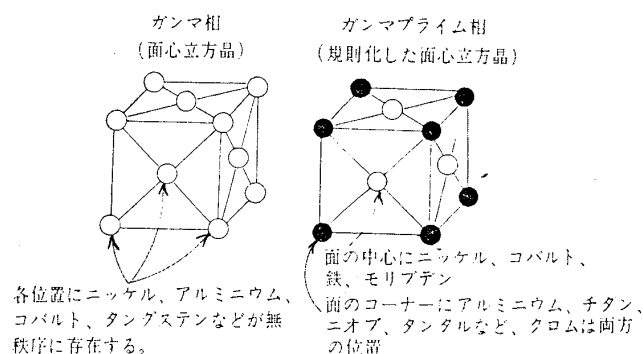 ガンマ相
(面心立方晶)
ガンマプライム相
(規則化した面心立方晶)
各位置にニッケル、アルミニウム、
コバルト、タングステンなどが無
秩序に存在する。
面の中心にニッケル、コバルト、
鉄、モリブデン
面のコーナーにアルミニウム、チタン、
ニオブ、タンタルなど、クロムは両方
の位置